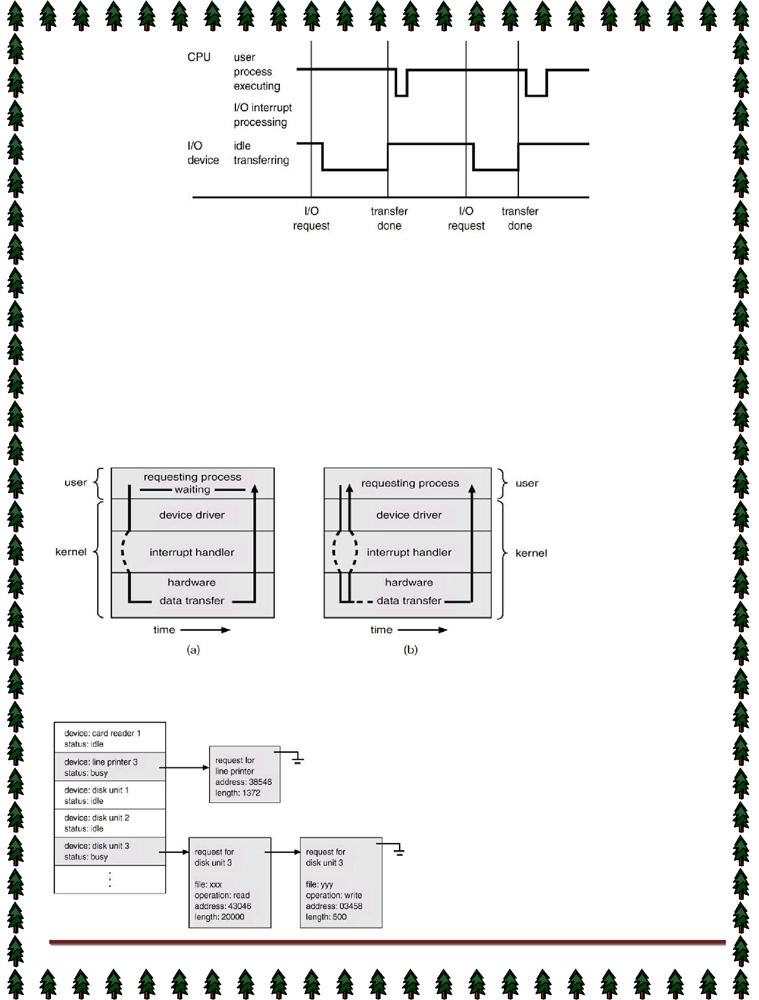 CPU user
process
executing
I/O interrupt
processing
I/O idle
device transferring
I/O transfer I/O transfer
request done request done
requesting process
waiting
user
device driver
kernel
interrupt handler
hardware
data transfer
time
(a)
requesting process
user
device driver
interrupt handler
kernel
hardware
data transfer
time
(b)
device: card reader 1
status: idle
device: line printer 3
status: busy
device: disk unit 1
status: idle
device: disk unit 2
status: idle
device: disk unit 3
status: busy
request for
line printer
address: 38546
length: 1372
request for
disk unit 3
file: xxx
operation: read
address: 43046
length: 20000
request for
disk unit 3
file: yyy
operation: write
address: 03458
length: 500